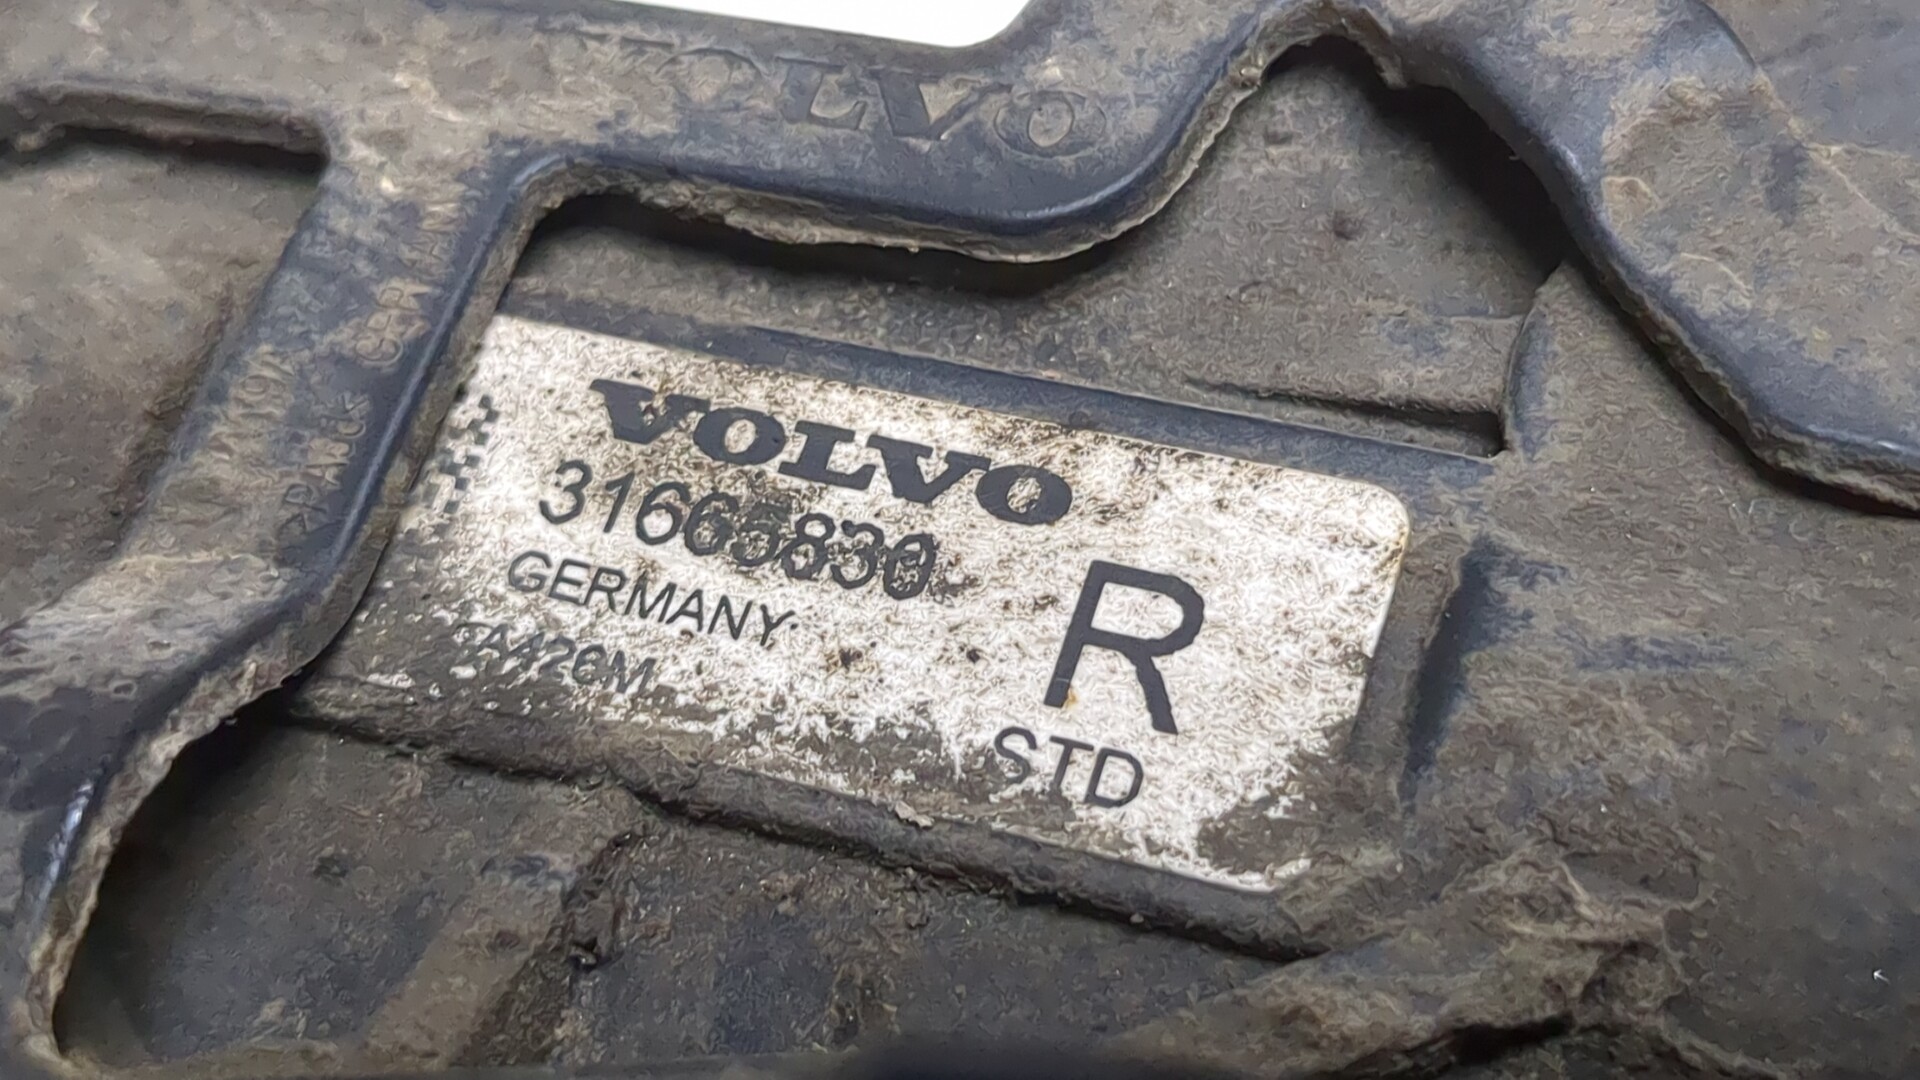 VOLVO
VOLVO
31665830
GERMANY
R
STD